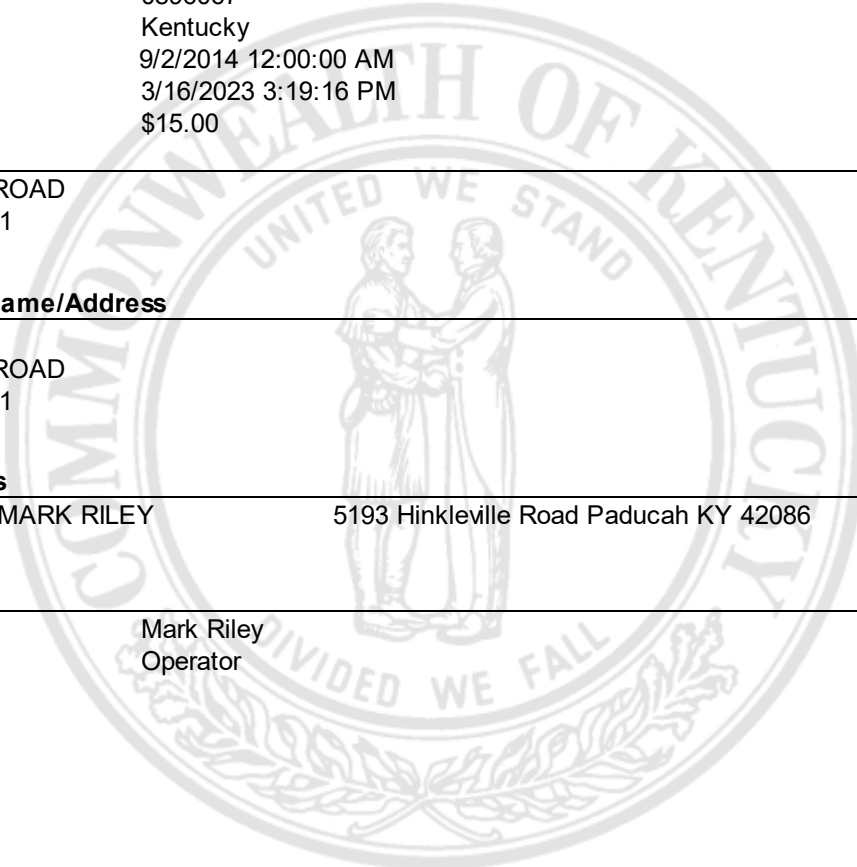 Kentucky
9/2/2014 12:00:00 AM
3/16/2023 3:19:16 PM
$15.00
ROAD
1
ame/Address
ROAD
1
s
MARK RILEY 5193 Hinkleville Road Paducah KY 42086
Mark Riley
Operator
COMMONWEALTH OF KENTUCKY
UNITED WE STAND
DIVIDED WE FALL